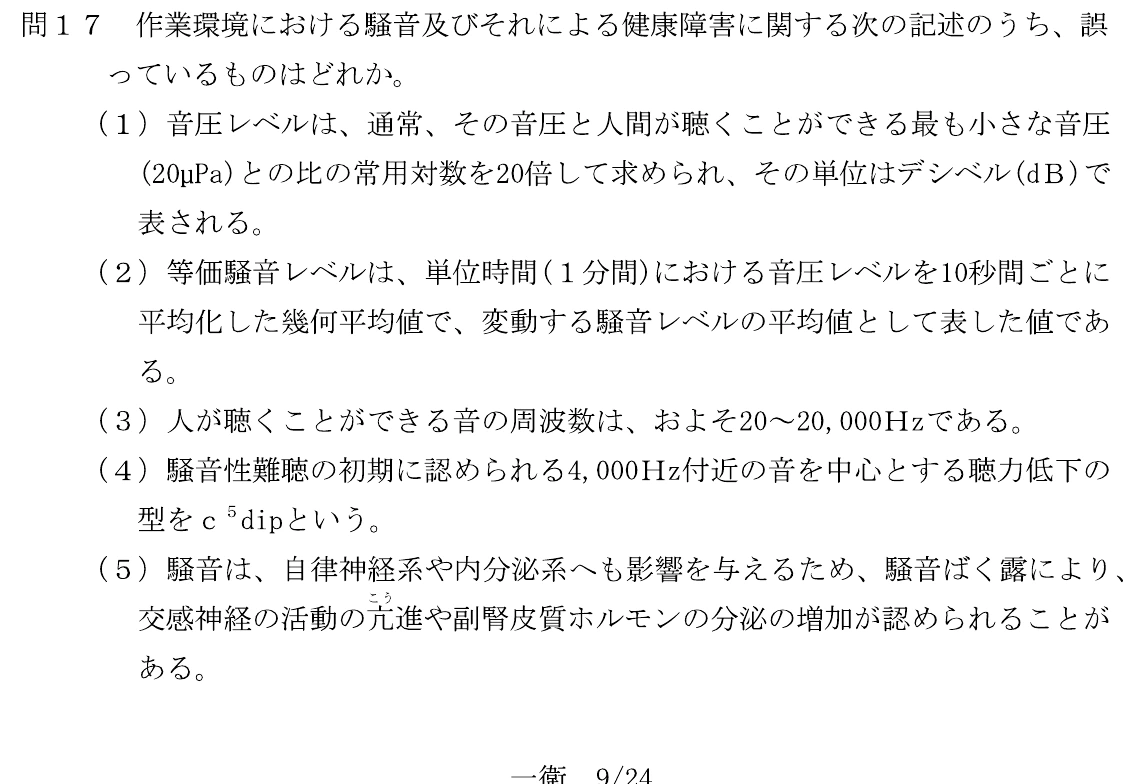 問１７　作業環境における騒音及びそれによる健康障害に関する次の記述のうち、誤
っているものはどれか。
(１) 音圧レベルは、通常、その音圧と人間が聴くことができる最も小さな音圧
(20μPa)との比の常用対数を20倍して求められ、その単位はデシベル(dＢ)で
表される。
(２) 等価騒音レベルは、単位時間(１分間)における音圧レベルを10秒間ごとに
平均化した幾何平均値で、変動する騒音レベルの平均値として表した値であ
る。
(３) 人が聴くことができる音の周波数は、およそ20～20,000Ｈzである。
(４) 騒音性難聴の初期に認められる4,000Ｈz付近の音を中心とする聴力低下の
型をｃ⁵dipという。
(５) 騒音は、自律神経系や内分泌系へも影響を与えるため、騒音ばく露により、
こう
交感神経の活動の亢進や副腎皮質ホルモンの分泌の増加が認められることが
ある。
一衛　9/24